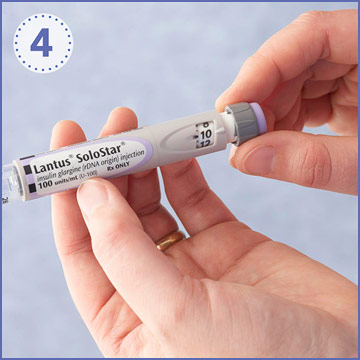 4
Lantus® SoloStar®
insulin glargine (rDNA origin) injection
100 units/mL (U-100) Rx ONLY
8
10
12